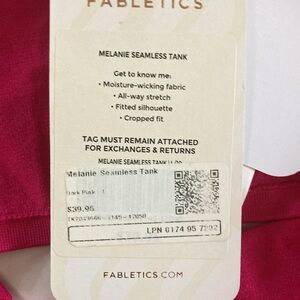 FABLETICS
MELANIE SEAMLESS TANK
Get to know me:
• Moisture-wicking fabric
• All-way stretch
• Fitted silhouette
• Cropped fit
TAG MUST REMAIN ATTACHED
FOR EXCHANGES & RETURNS
MELANIE SEAMLESS TANK
Melanie Seamless Tank
Dark Pink
$39.95
LPN 0174 95 7202
FABLETICS.COM